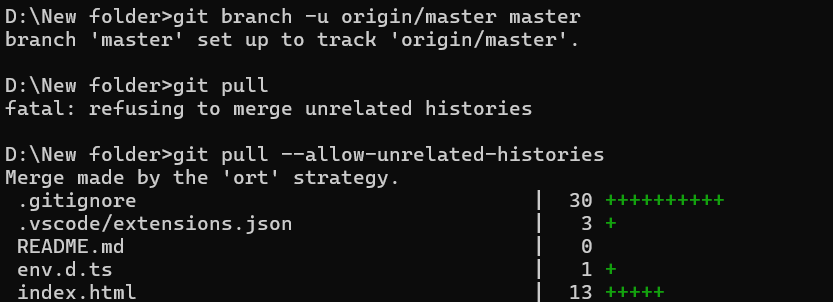 D:\New folder>git branch -u origin/master master
branch 'master' set up to track 'origin/master'.
D:\New folder>git pull
fatal: refusing to merge unrelated histories
D:\New folder>git pull --allow-unrelated-histories
Merge made by the 'ort' strategy.
 .gitignore                                  |  30 ++++++++++
 .vscode/extensions.json                     |   3 +
 README.md                                   |   0
 env.d.ts                                    |   1 +
 index.html                                  |  13 +++++